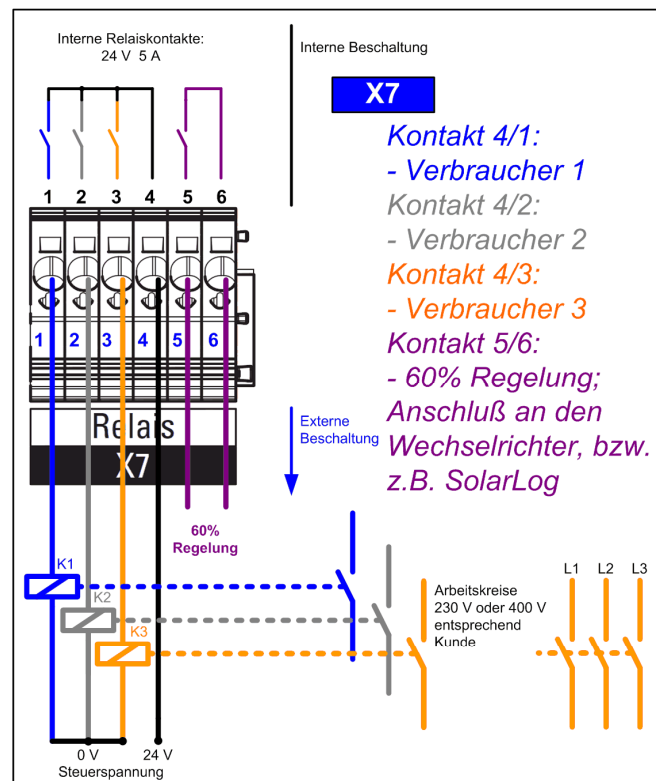 Interne Relaiskontakte:
24 V 5 A
Interne Beschaltung
X7
Kontakt 4/1:
- Verbraucher 1
Kontakt 4/2:
- Verbraucher 2
Kontakt 4/3:
- Verbraucher 3
Kontakt 5/6:
- 60% Regelung;
Anschluß an den
Wechselrichter, bzw.
z.B. SolarLog
1 2 3 4 5 6
1 2 3 4 5 6
Relais
X7
Externe
Beschaltung
60%
Regelung
K1
K2
K3
Arbeitskreise
230 V oder 400 V
entsprechend
Kunde
L1 L2 L3
0 V 24 V
Steuerspannung